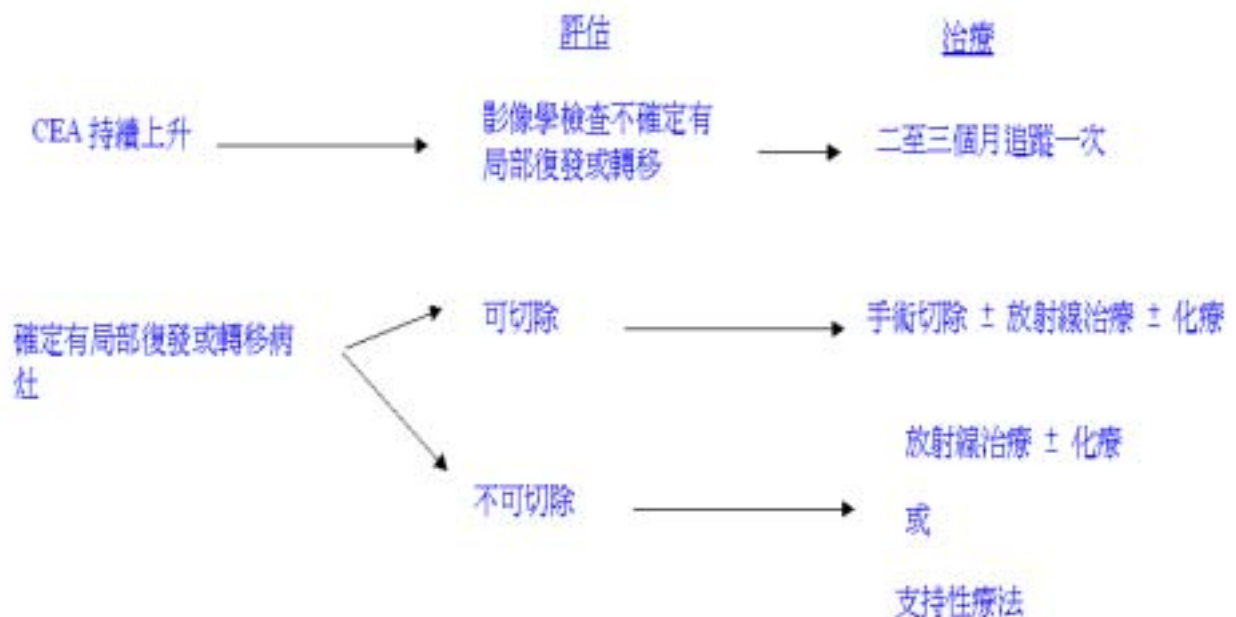 評估
治療
CEA 持續上升
影像學檢查不確定有
局部復發或轉移
二至三個月追蹤一次
確定有局部復發或轉移病
灶
可切除
手術切除 ± 放射線治療 ± 化療
不可切除
放射線治療 ± 化療
或
支持性療法